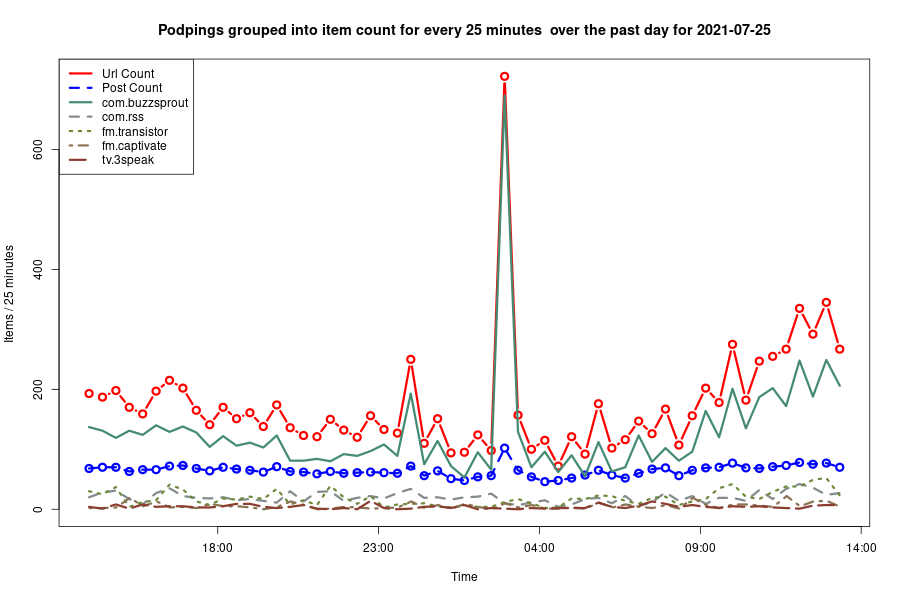 Podpings grouped into item count for every 25 minutes  over the past day for 2021-07-25
Url Count
Post Count
com.buzzsprout
com.rss
fm.transistor
fm.captivate
tv.3speak
Items / 25 minutes
600
400
200
0
18:00 23:00 04:00 09:00 14:00
Time